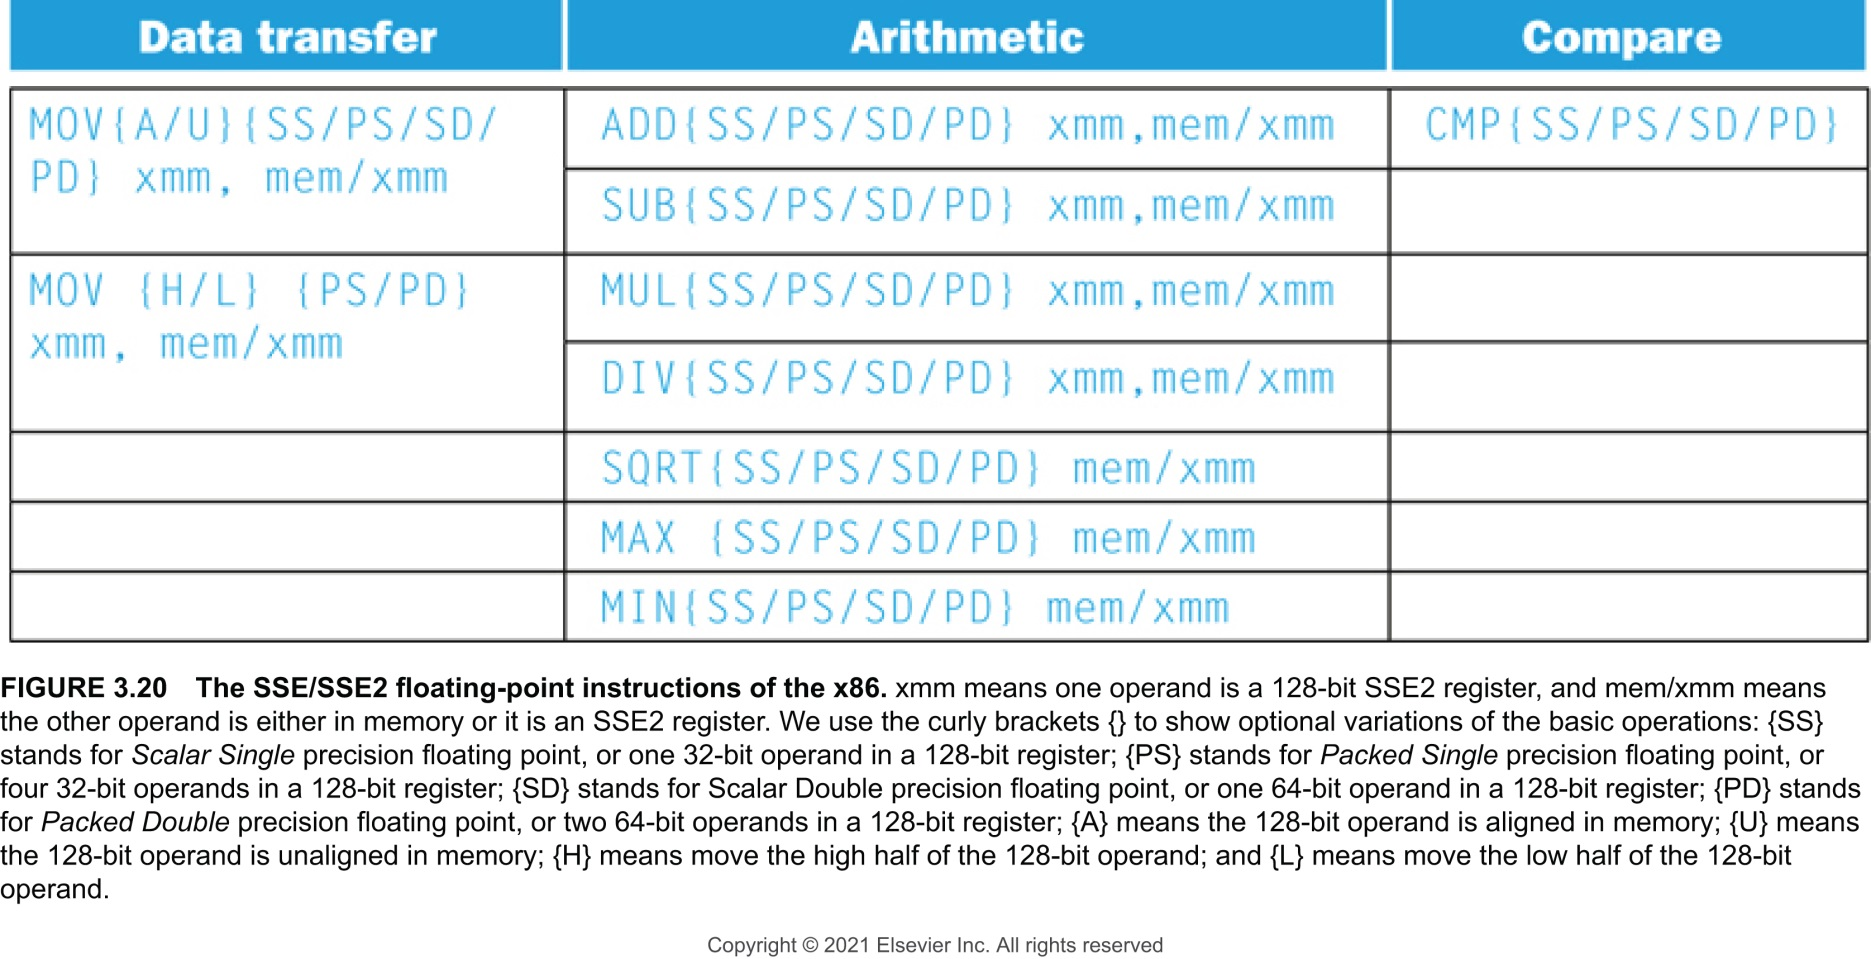 Data transfer Arithmetic Compare
MOV{A/U}{SS/PS/SD/
PD} xmm, mem/xmm
ADD{SS/PS/SD/PD} xmm,mem/xmm
CMP{SS/PS/SD/PD}
SUB{SS/PS/SD/PD} xmm,mem/xmm
MOV {H/L} {PS/PD}
xmm, mem/xmm
MUL{SS/PS/SD/PD} xmm,mem/xmm
DIV{SS/PS/SD/PD} xmm,mem/xmm
SQRT{SS/PS/SD/PD} mem/xmm
MAX {SS/PS/SD/PD} mem/xmm
MIN{SS/PS/SD/PD} mem/xmm
FIGURE 3.20 The SSE/SSE2 floating-point instructions of the x86. xmm means one operand is a 128-bit SSE2 register, and mem/xmm means
the other operand is either in memory or it is an SSE2 register. We use the curly brackets {} to show optional variations of the basic operations: {SS}
stands for Scalar Single precision floating point, or one 32-bit operand in a 128-bit register; {PS} stands for Packed Single precision floating point, or
four 32-bit operands in a 128-bit register; {SD} stands for Scalar Double precision floating point, or one 64-bit operand in a 128-bit register; {PD} stands
for Packed Double precision floating point, or two 64-bit operands in a 128-bit register; {A} means the 128-bit operand is aligned in memory; {U} means
the 128-bit operand is unaligned in memory; {H} means move the high half of the 128-bit operand; and {L} means move the low half of the 128-bit
operand.
Copyright © 2021 Elsevier Inc. All rights reserved